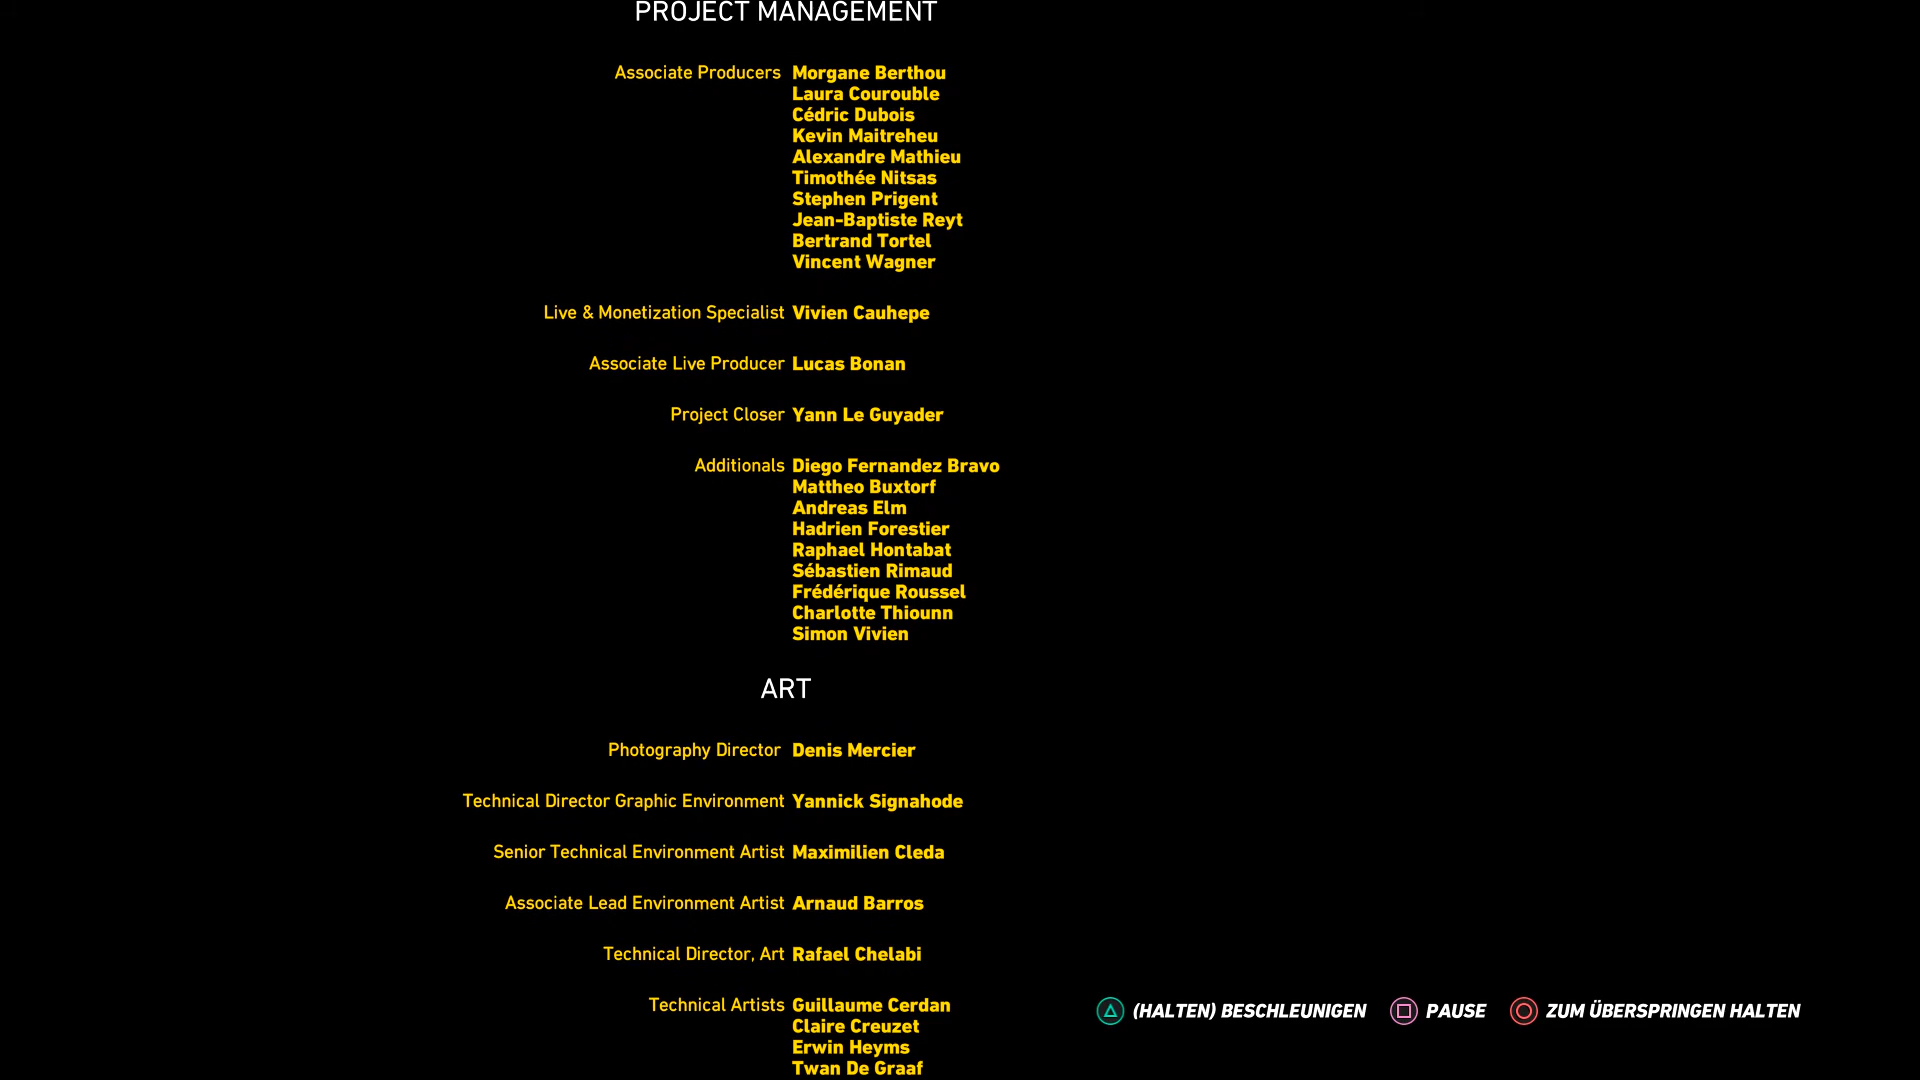 PROJECT MANAGEMENT
Associate Producers Morgane Berthou
Laura Courouble
Cédric Dubois
Kevin Maitreheu
Alexandre Mathieu
Timothée Nitsas
Stephen Prigent
Jean-Baptiste Reyt
Bertrand Tortel
Vincent Wagner
Live & Monetization Specialist Vivien Cauhepe
Associate Live Producer Lucas Bonan
Project Closer Yann Le Guyader
Additionals Diego Fernandez Bravo
Mattheo Buxtorf
Andreas Elm
Hadrien Forestier
Raphael Hontabat
Sébastien Rimaud
Frédérique Roussel
Charlotte Thiounn
Simon Vivien
ART
Photography Director Denis Mercier
Technical Director Graphic Environment Yannick Signahode
Senior Technical Environment Artist Maximilien Cleda
Associate Lead Environment Artist Arnaud Barros
Technical Director, Art Rafael Chelabi
Technical Artists Guillaume Cerdan
Claire Creuzet
Erwin Heyms
Twan De Graaf
(HALTEN) BESCHLEUNIGEN PAUSE ZUM ÜBERSPRINGEN HALTEN